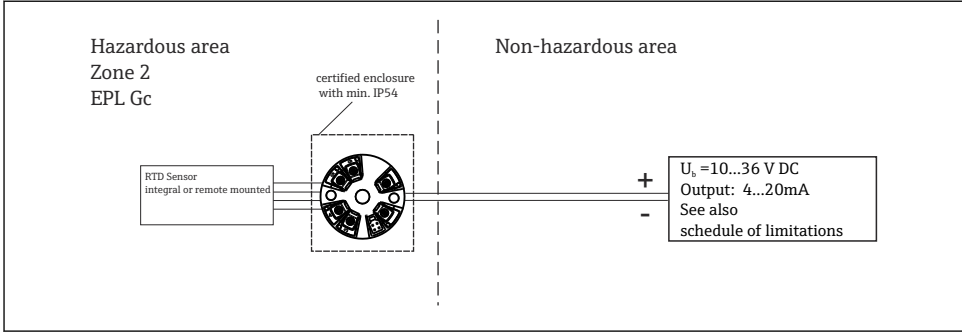 Hazardous area
Zone 2
EPL Gc
Non-hazardous area
certified enclosure
with min. IP54
RTD Sensor
integral or remote mounted
+
-
U_b =10...36 V DC
Output: 4...20mA
See also
schedule of limitations